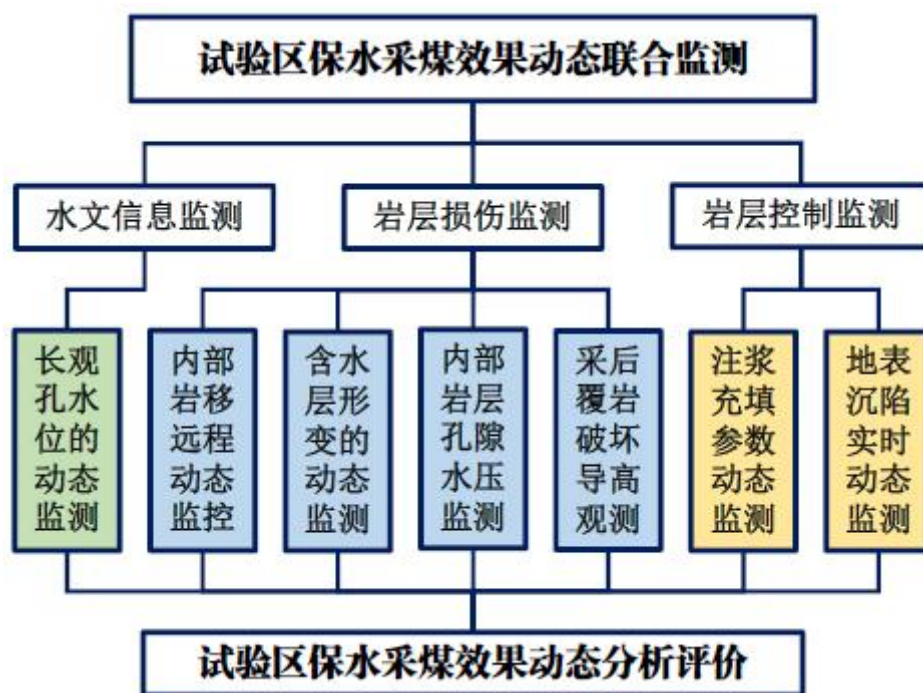 试验区保水采煤效果动态联合监测
水文信息监测
岩层损伤监测
岩层控制监测
长观
孔水
位的
动态
监测
内部
岩移
远程
动态
监控
含水
层形
变的
动态
监测
内部
岩层
孔隙
水压
监测
采后
覆岩
破坏
导高
观测
注浆
充填
参数
动态
监测
地表
沉陷
实时
动态
监测
试验区保水采煤效果动态分析评价